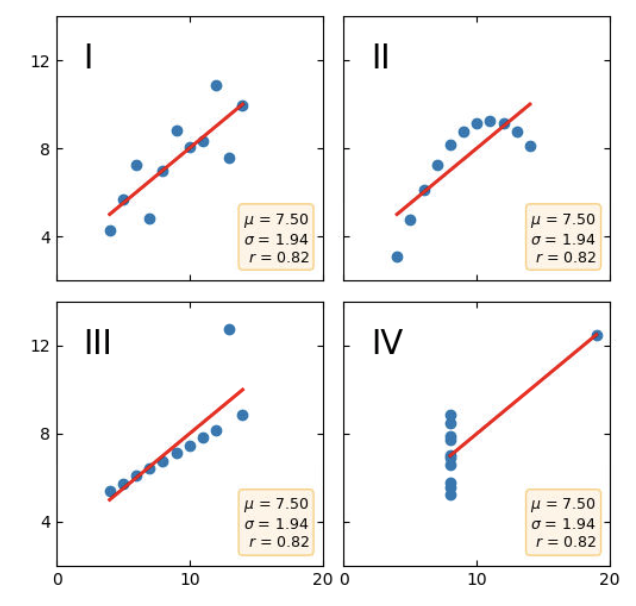 I
II
12
8
4
μ = 7.50
σ = 1.94
r = 0.82
μ = 7.50
σ = 1.94
r = 0.82
III
IV
12
8
4
μ = 7.50
σ = 1.94
r = 0.82
μ = 7.50
σ = 1.94
r = 0.82
0
10
20
0
10
20